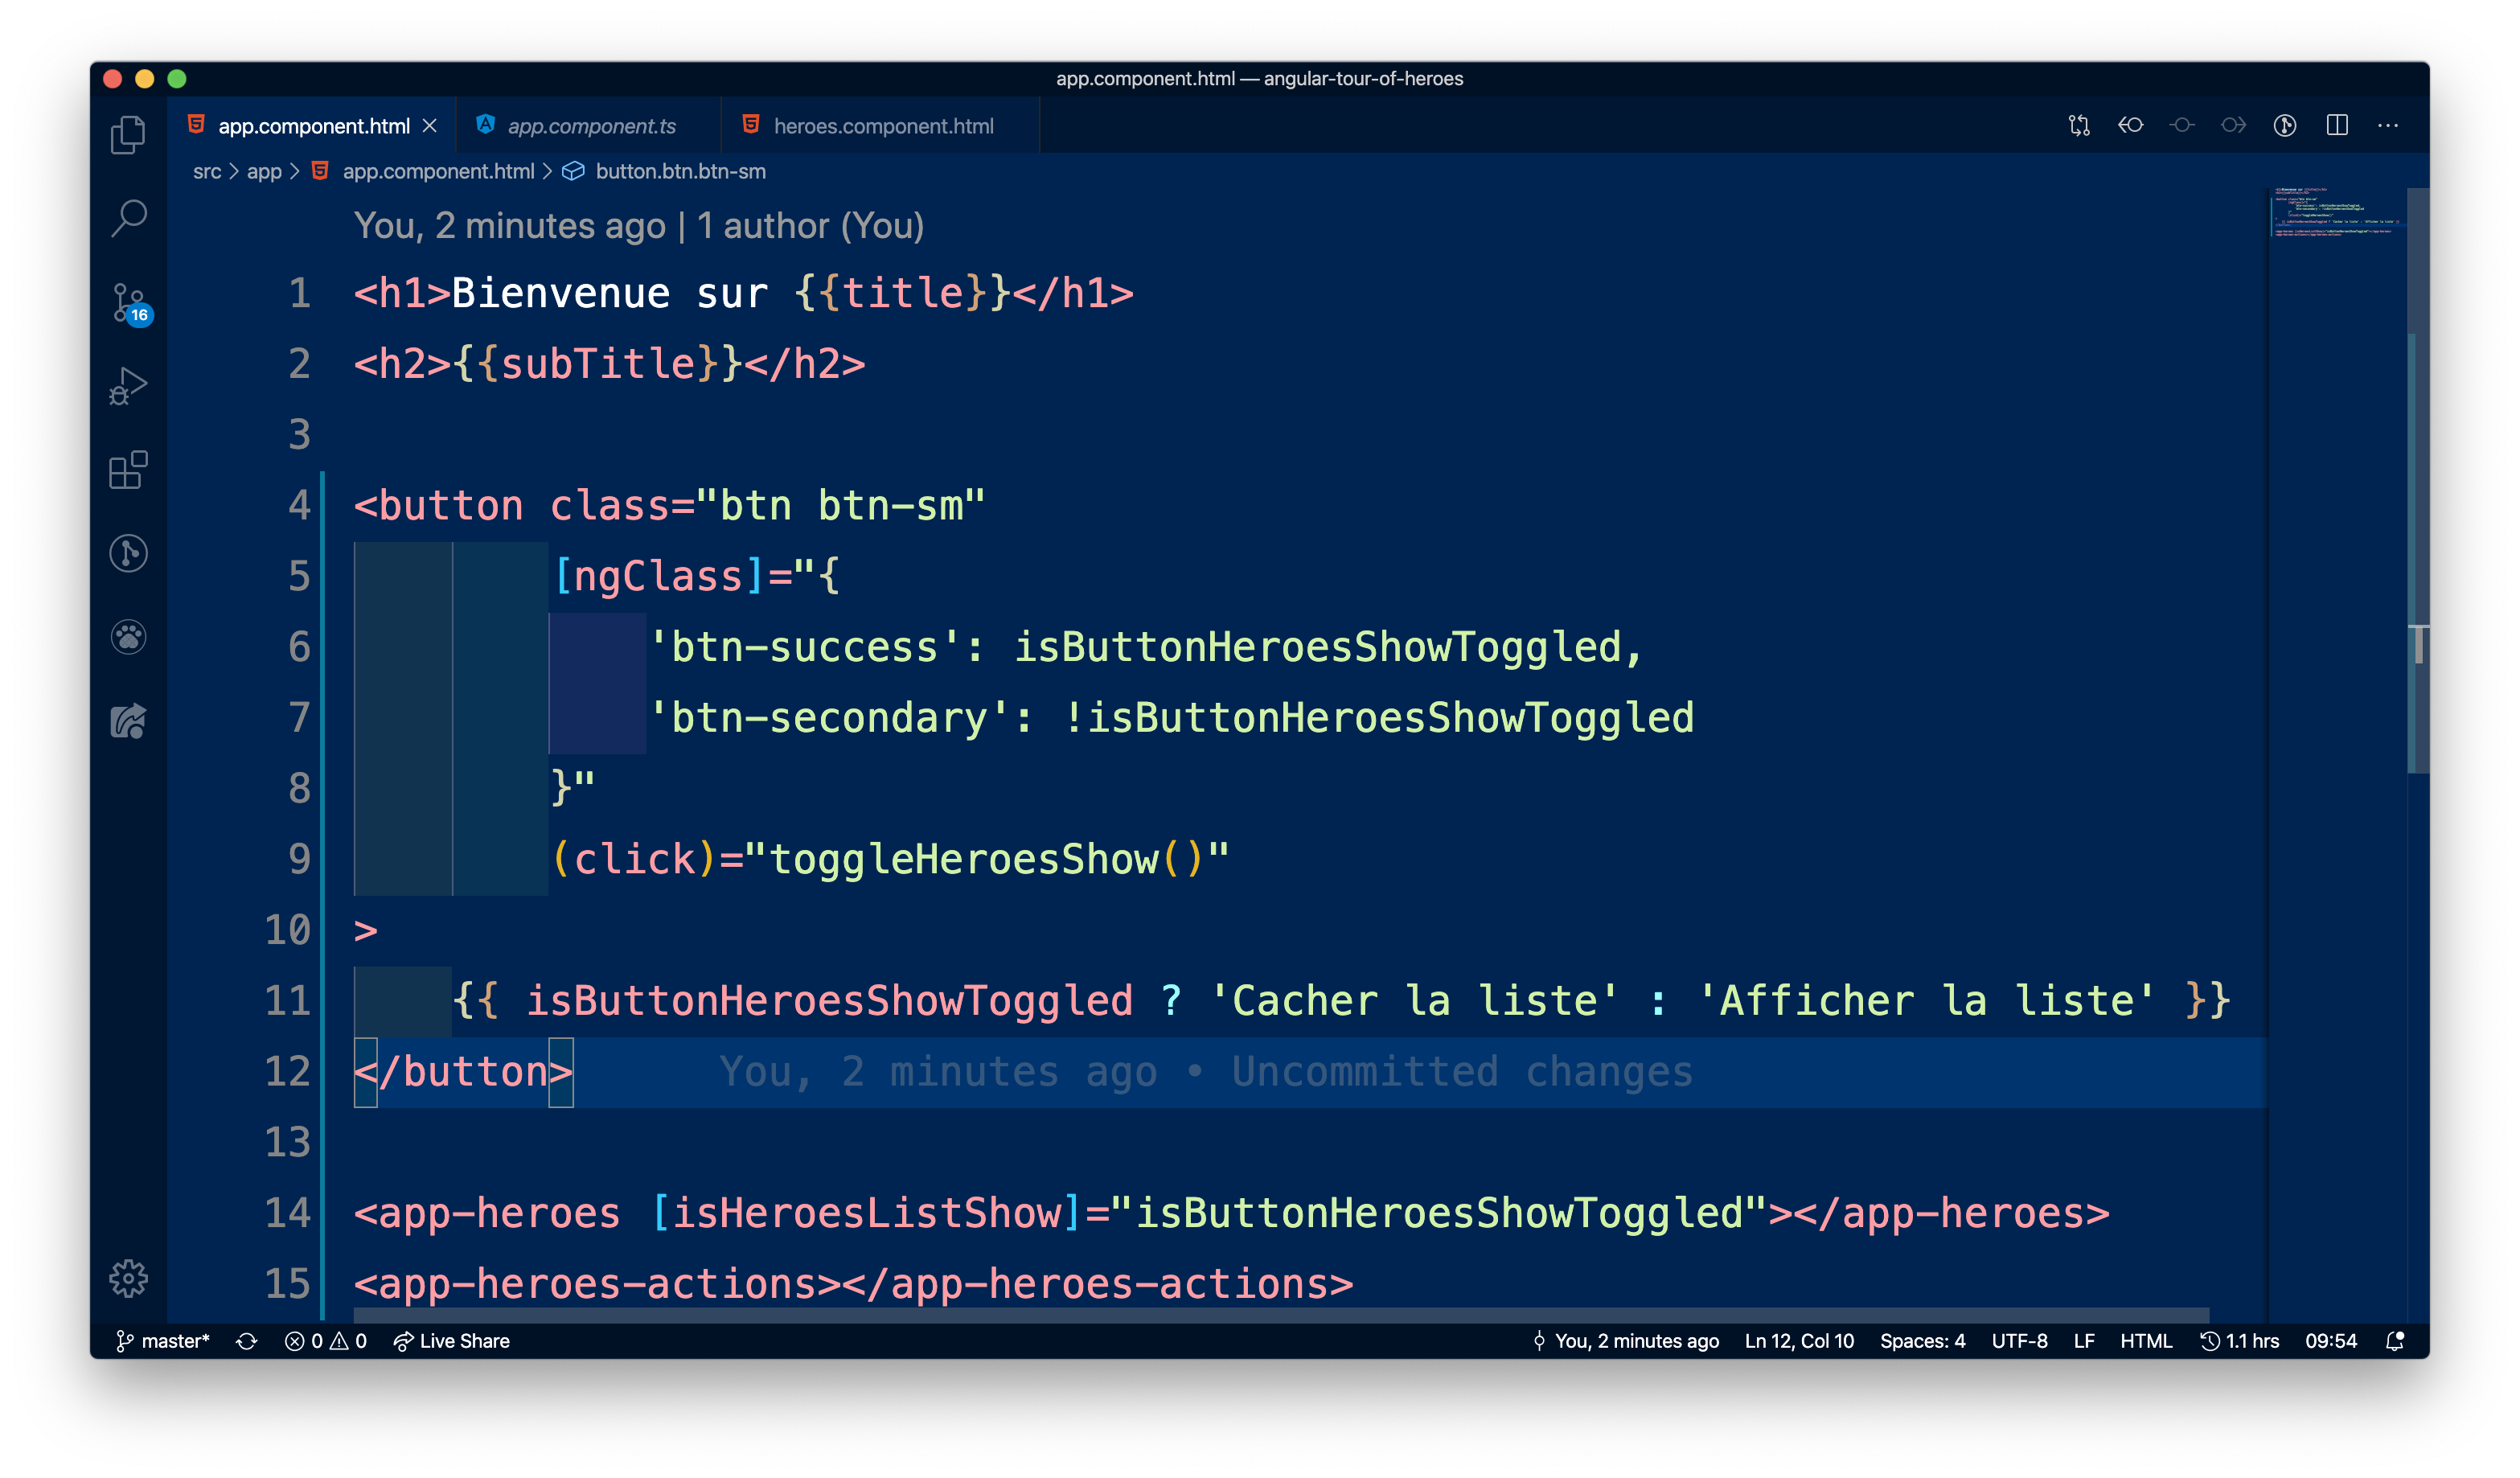 app.component.html — angular-tour-of-heroes
app.component.html app.component.ts heroes.component.html
src > app > app.component.html > button.btn.btn-sm
You, 2 minutes ago | 1 author (You)
1 <h1>Bienvenue sur {{title}}</h1>
2 <h2>{{subTitle}}</h2>
3
4 <button class="btn btn-sm"
5 [ngClass]="{
6 'btn-success': isButtonHeroesShowToggled,
7 'btn-secondary': !isButtonHeroesShowToggled
8 }"
9 (click)="toggleHeroesShow()"
10 >
11 {{ isButtonHeroesShowToggled ? 'Cacher la liste' : 'Afficher la liste' }}
12 </button> You, 2 minutes ago • Uncommitted changes
13
14 <app-heroes [isHeroesListShow]="isButtonHeroesShowToggled"></app-heroes>
15 <app-heroes-actions></app-heroes-actions>
16
master* 0 0 Live Share You, 2 minutes ago Ln 12, Col 10 Spaces: 4 UTF-8 LF HTML 1.1 hrs 09:54